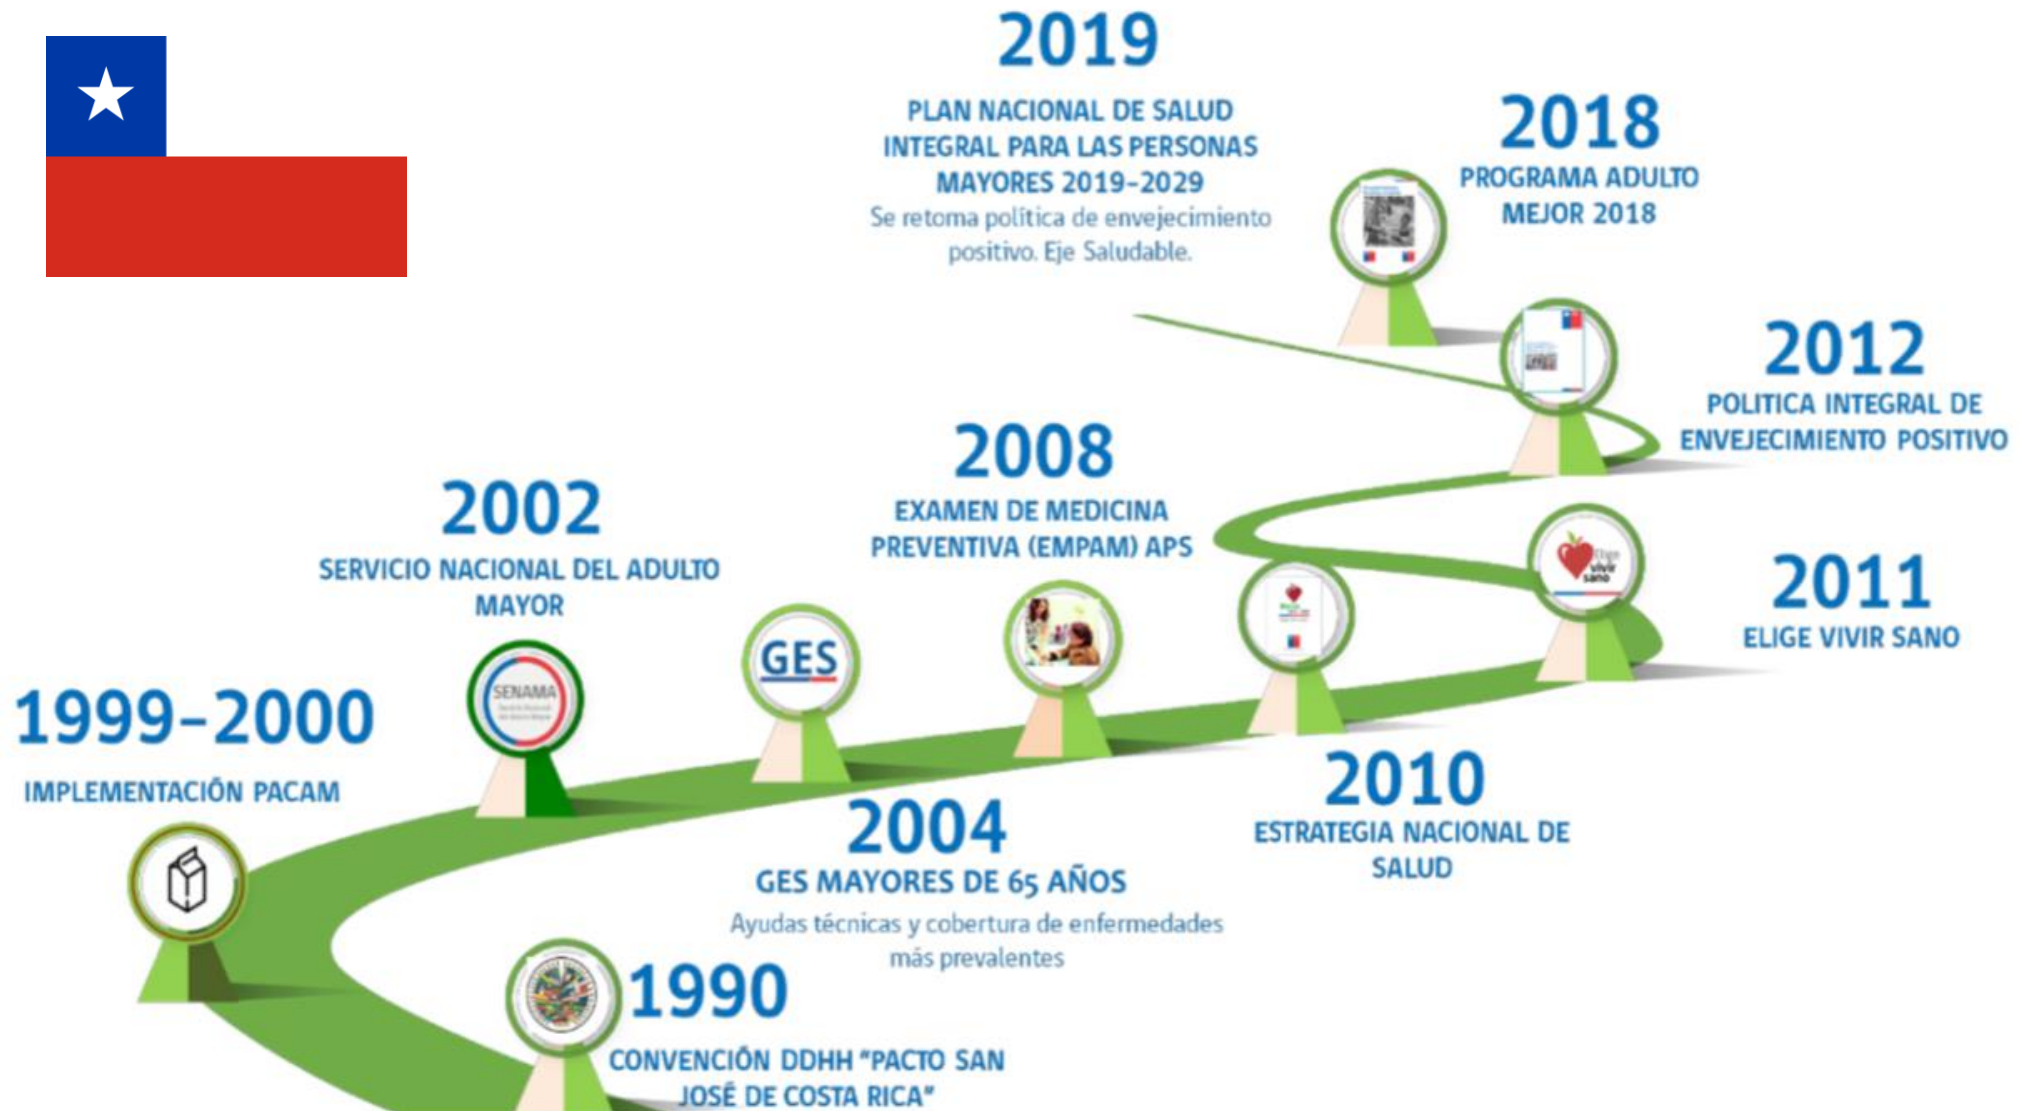 2019
PLAN NACIONAL DE SALUD
INTEGRAL PARA LAS PERSONAS
MAYORES 2019-2029
Se retoma política de envejecimiento
positivo. Eje Saludable.
2018
PROGRAMA ADULTO
MEJOR 2018
2012
POLITICA INTEGRAL DE
ENVEJECIMIENTO POSITIVO
2008
EXAMEN DE MEDICINA
PREVENTIVA (EMPAM) APS
2002
SERVICIO NACIONAL DEL ADULTO
MAYOR
Elige
vivir
sano
2011
ELIGE VIVIR SANO
GES
SENAMA
1999-2000
IMPLEMENTACIÓN PACAM
2010
ESTRATEGIA NACIONAL DE
SALUD
2004
GES MAYORES DE 65 AÑOS
Ayudas técnicas y cobertura de enfermedades
más prevalentes
1990
CONVENCIÓN DDHH "PACTO SAN
JOSÉ DE COSTA RICA"